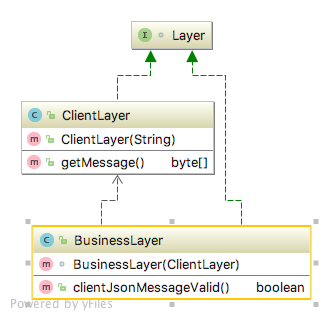 I Layer
C ClientLayer
m ClientLayer(String)
m getMessage() byte[]
C BusinessLayer
m BusinessLayer(ClientLayer)
m clientJsonMessageValid() boolean
Powered by yFiles